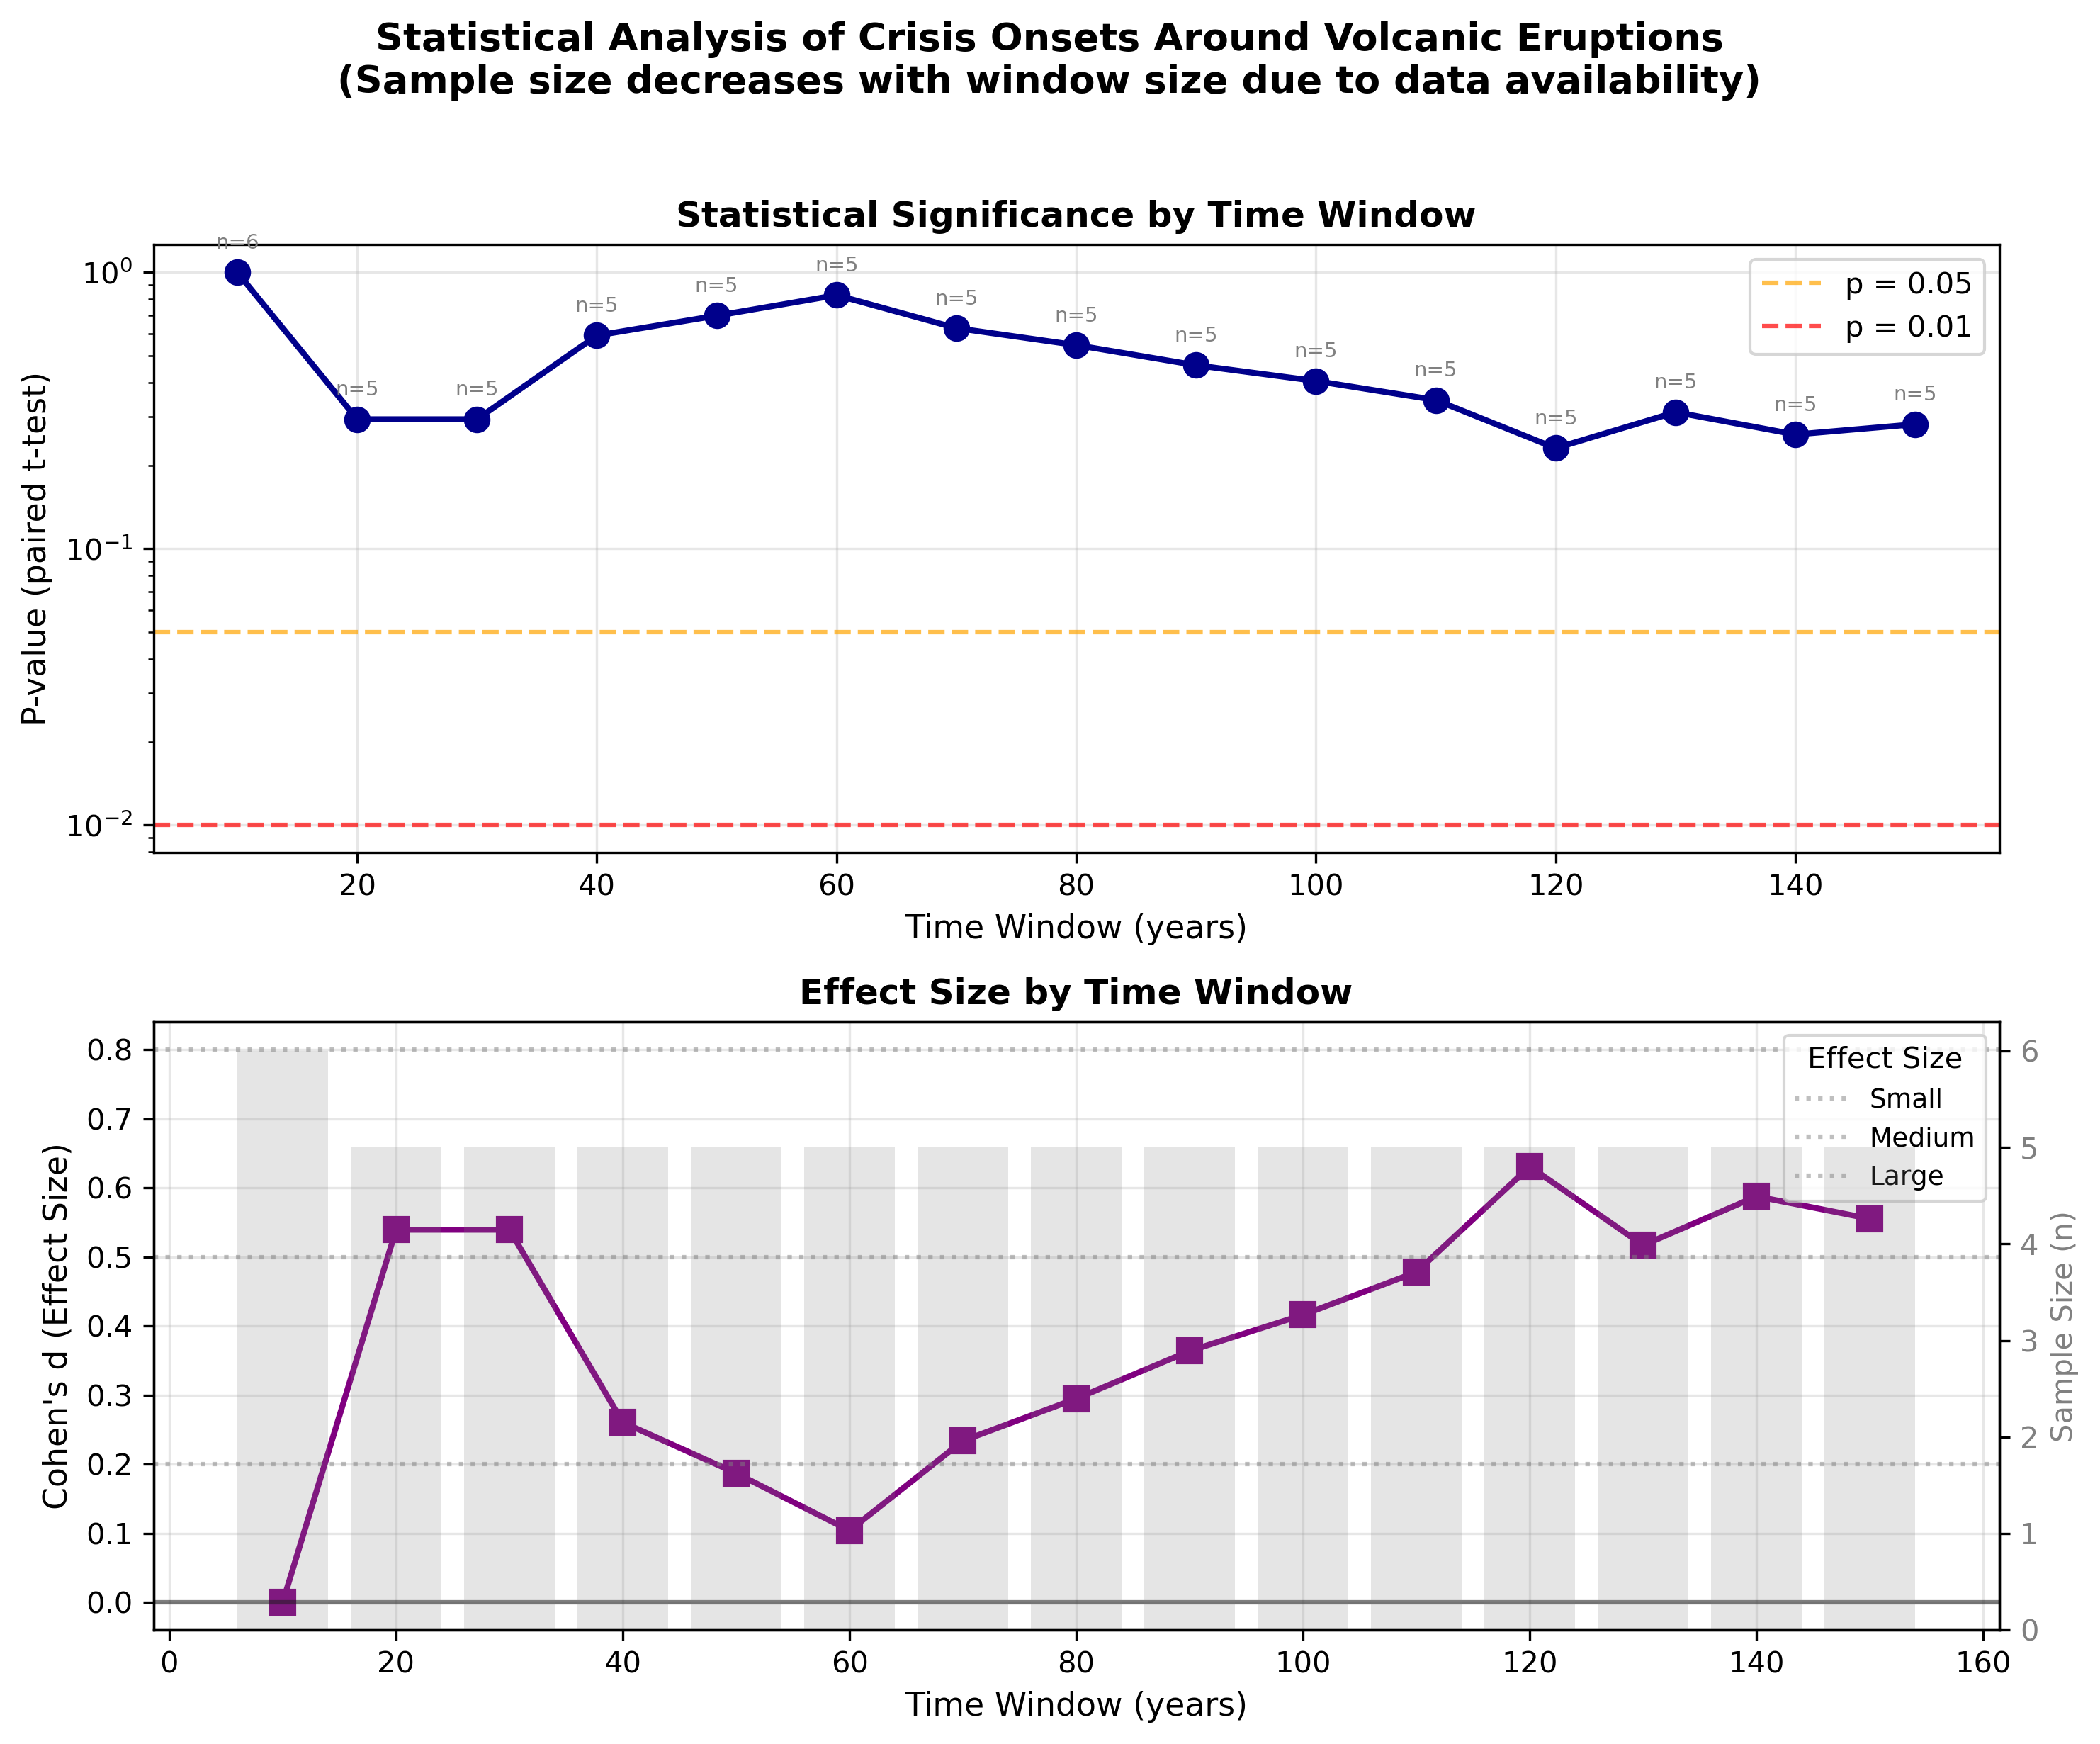 Statistical Analysis of Crisis Onsets Around Volcanic Eruptions
(Sample size decreases with window size due to data availability)
Statistical Significance by Time Window
n=6
n=5
n=5
n=5
n=5
n=5
n=5
n=5
n=5
n=5
n=5
n=5
n=5
n=5
n=5
p = 0.05
p = 0.01
10⁰
10⁻¹
10⁻²
P-value (paired t-test)
20 40 60 80 100 120 140
Time Window (years)
Effect Size by Time Window
Effect Size
Small
Medium
Large
0.8
0.7
0.6
0.5
0.4
0.3
0.2
0.1
0.0
Cohen's d (Effect Size)
6
5
4
3
2
1
0
Sample Size (n)
0 20 40 60 80 100 120 140 160
Time Window (years)